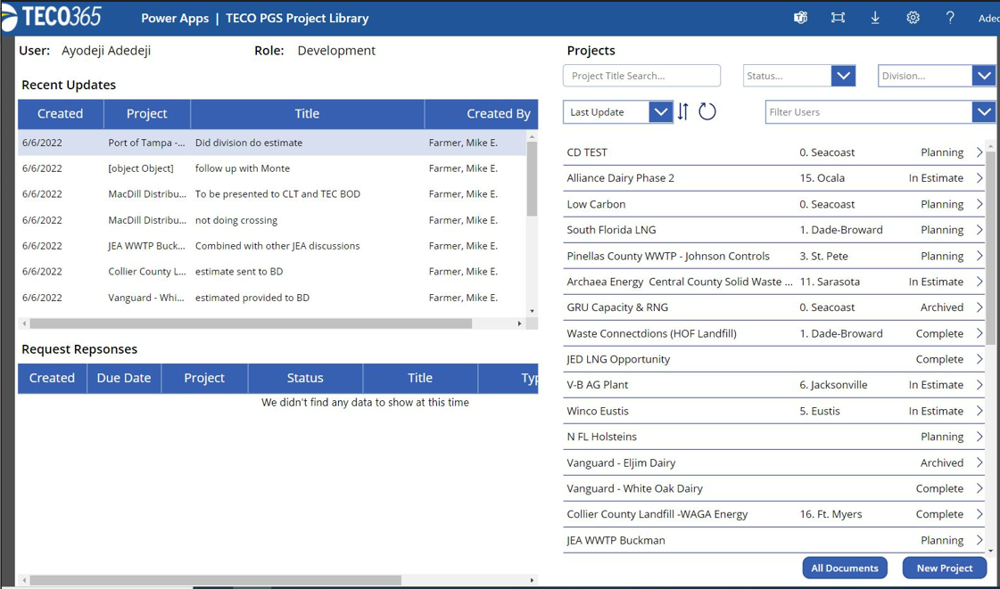 TECO365 Power Apps | TECO PGS Project Library ?
User: Ayodeji Adedeji Role: Development
Recent Updates
Created Project Title Created By
6/6/2022 Port of Tampa -... Did division do estimate Farmer, Mike E.
6/6/2022 [object Object] follow up with Monte Farmer, Mike E.
6/6/2022 MacDill Distribu... To be presented to CLT and TEC BOD Farmer, Mike E.
6/6/2022 MacDill Distribu... not doing crossing Farmer, Mike E.
6/6/2022 JEA WWTP Buck... Combined with other JEA discussions Farmer, Mike E.
6/6/2022 Collier County L... estimate sent to BD Farmer, Mike E.
6/6/2022 Vanguard - Whi... estimated provided to BD Farmer, Mike E.
Request Repsonses
Created Due Date Project Status Title Typ
We didn't find any data to show at this time
Projects
Project Title Search... Status... Division...
Last Update Filter Users
CD TEST 0. Seacoast Planning
Alliance Dairy Phase 2 15. Ocala In Estimate
Low Carbon 0. Seacoast Planning
South Florida LNG 1. Dade-Broward Planning
Pinellas County WWTP - Johnson Controls 3. St. Pete Planning
Archaea Energy Central County Solid Waste ... 11. Sarasota In Estimate
GRU Capacity & RNG 0. Seacoast Archived
Waste Connectdions (HOF Landfill) 1. Dade-Broward Complete
JED LNG Opportunity Complete
V-B AG Plant 6. Jacksonville In Estimate
Winco Eustis 5. Eustis In Estimate
N FL Holsteins Planning
Vanguard - Eljim Dairy Archived
Vanguard - White Oak Dairy Complete
Collier County Landfill -WAGA Energy 16. Ft. Myers Complete
JEA WWTP Buckman Planning
All Documents New Project